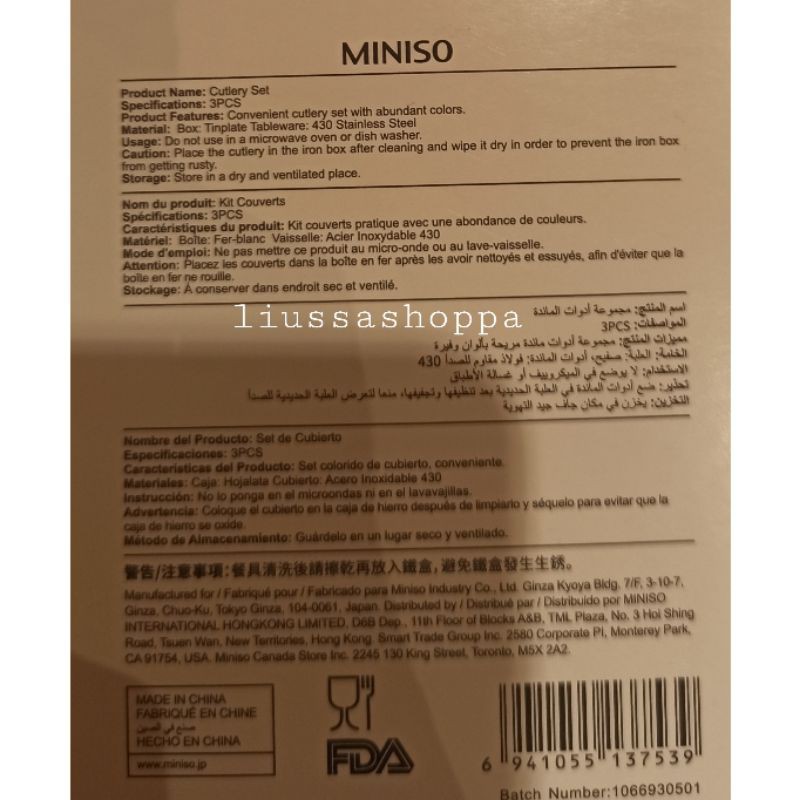 MINISO
Product Name: Cutlery Set
Specifications: 3PCS
Product Features: Convenient cutlery set with abundant colors.
Material: Box: Tinplate Tableware: 430 Stainless Steel
Usage: Do not use in a microwave oven or dish washer.
Caution: Place the cutlery in the iron box after cleaning and wipe it dry in order to prevent the iron box
from getting rusty.
Storage: Store in a dry and ventilated place.
Nom du produit: Kit Couverts
Spécifications: 3PCS
Caractéristiques du produit: Kit couverts pratique avec une abondance de couleurs.
Matériel: Boîte: Fer-blanc Vaisselle: Acier Inoxydable 430
Mode d'emploi: Ne pas mettre ce produit au micro-onde ou au lave-vaisselle.
Attention: Placez les couverts dans la boîte en fer après les avoir nettoyés et essuyés, afin d'éviter que la
boîte en fer ne rouille.
Stockage: À conserver dans endroit sec et ventilé.
liussashoppa
اسم المنتج: مجموعة أدوات المائدة
المواصفات: 3PCS
مميزات المنتج: مجموعة أدوات مائدة مريحة بألوان وفيرة
الخامة: العلبة: صفيح، أدوات المائدة: فولاذ مقاوم للصدأ 430
الاستخدام: لا يوضع في الميكروويف أو غسالة الأطباق
تحذير: ضع أدوات المائدة في العلبة الحديدية بعد تنظيفها وتجفيفها، منعا لتعرض العلبة الحديدية للصدأ
التخزين: يخزن في مكان جاف جيد التهوية
Nombre del Producto: Set de Cubierto
Especificaciones: 3PCS
Características del Producto: Set colorido de cubierto, conveniente.
Materiales: Caja: Hojalata Cubierto: Acero Inoxidable 430
Instrucción: No lo ponga en el microondas ni en el lavavajillas.
Advertencia: Coloque el cubierto en la caja de hierro después de limpiarlo y séquelo para evitar que la
caja de hierro se oxide.
Método de Almacenamiento: Guárdelo en un lugar seco y ventilado.
警告/注意事項:餐具清洗後請擦乾再放入鐵盒,避免鐵盒發生生銹。
Manufactured for / Fabriqué pour / Fabricado para Miniso Industry Co., Ltd. Ginza Kyoya Bldg. 7/F, 3-10-7,
Ginza, Chuo-Ku, Tokyo Ginza, 104-0061, Japan. Distributed by / Distribué par / Distribuido por MINISO
INTERNATIONAL HONGKONG LIMITED, D6B Dep., 11th Floor of Blocks A&B, TML Plaza, No. 3 Hoi Shing
Road, Tsuen Wan, New Territories, Hong Kong. Smart Trade Group Inc. 2580 Corporate Pl, Monterey Park,
CA 91754, USA. Miniso Canada Store Inc. 2245 130 King Street, Toronto, M5X 2A2.
MADE IN CHINA
FABRIQUÉ EN CHINE
صنع في الصين
HECHO EN CHINA
www.miniso.jp
FDA
6 941055 137539
Batch Number:1066930501